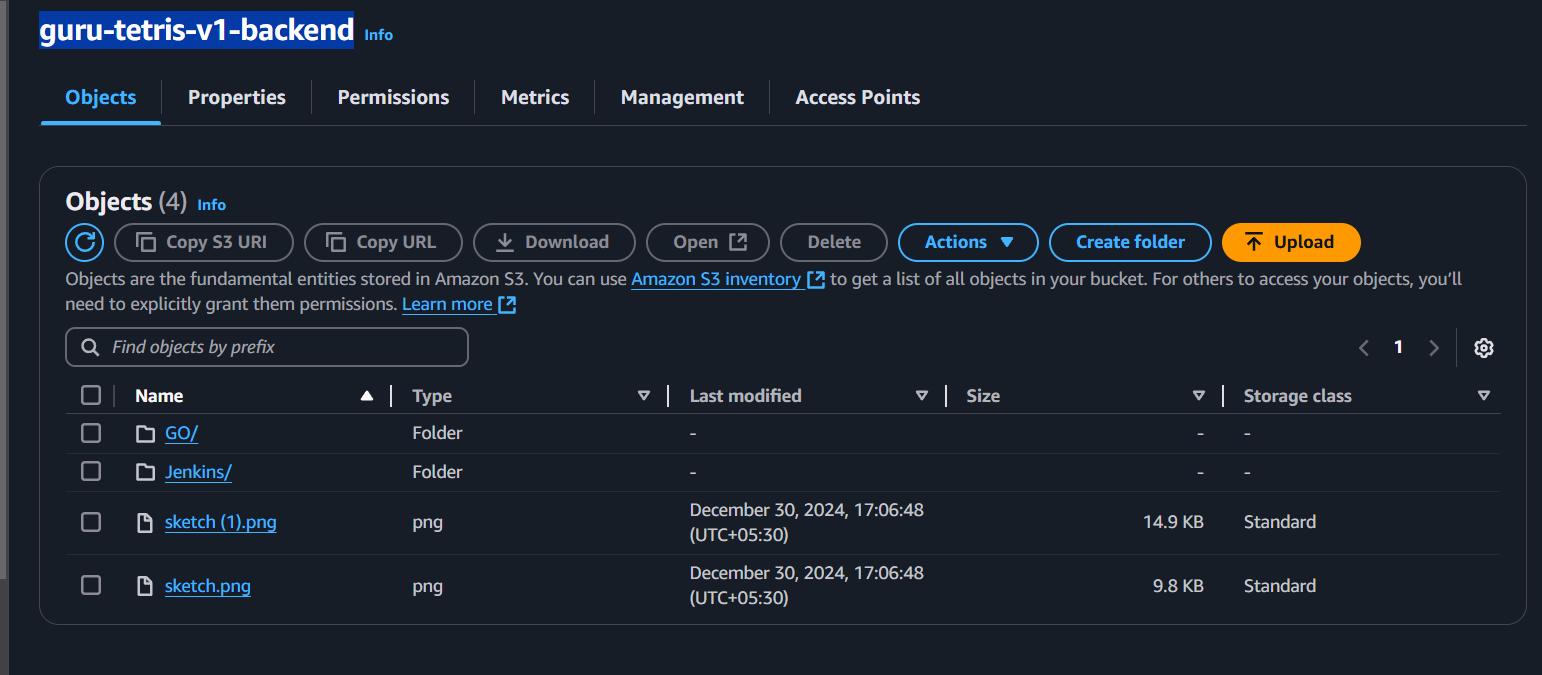 guru-tetris-v1-backend Info
Objects Properties Permissions Metrics Management Access Points
Objects (4) Info
Copy S3 URI Copy URL Download Open Delete Actions Create folder Upload
Objects are the fundamental entities stored in Amazon S3. You can use Amazon S3 inventory to get a list of all objects in your bucket. For others to access your objects, you’ll
need to explicitly grant them permissions. Learn more
Find objects by prefix 1
Name Type Last modified Size Storage class
GO/ Folder - - -
Jenkins/ Folder - - -
sketch (1).png png December 30, 2024, 17:06:48 (UTC+05:30) 14.9 KB Standard
sketch.png png December 30, 2024, 17:06:48 (UTC+05:30) 9.8 KB Standard